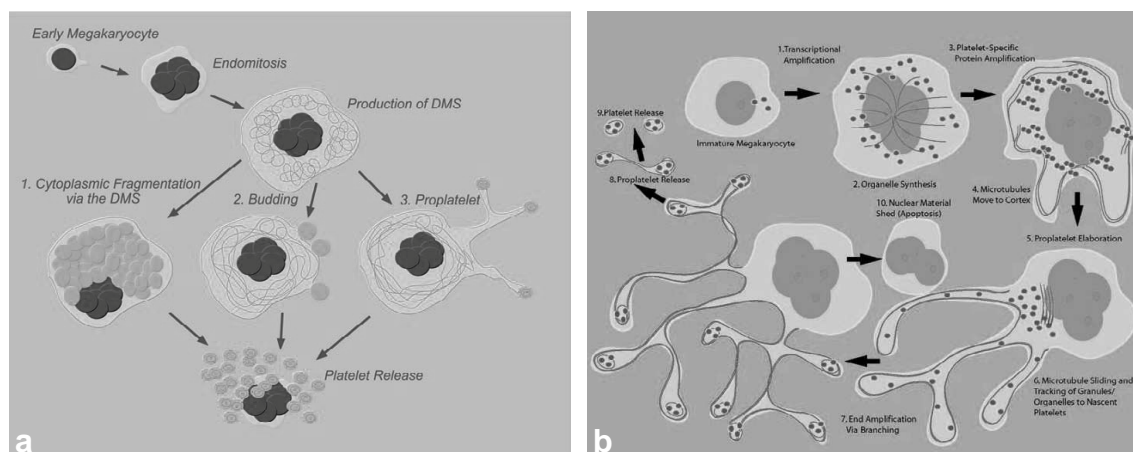 Early Megakaryocyte
Endomitosis
Production of DMS
1. Cytoplasmic Fragmentation
via the DMS
2. Budding
3. Proplatelet
Platelet Release
a
1.Transcriptional
Amplification
3. Platelet-Specific
Protein Amplification
9.Platelet Release
Immature Megakaryocyte
8. Proplatelet Release
2. Organelle Synthesis
4. Microtubules
Move to Cortex
10. Nuclear Material
Shed (Apoptosis)
5. Proplatelet Elaboration
6, Microtubule Sliding and
Tracking of Granules/
Organelles to Nascent
Platelets
7, End Amplification
Via Branching
b